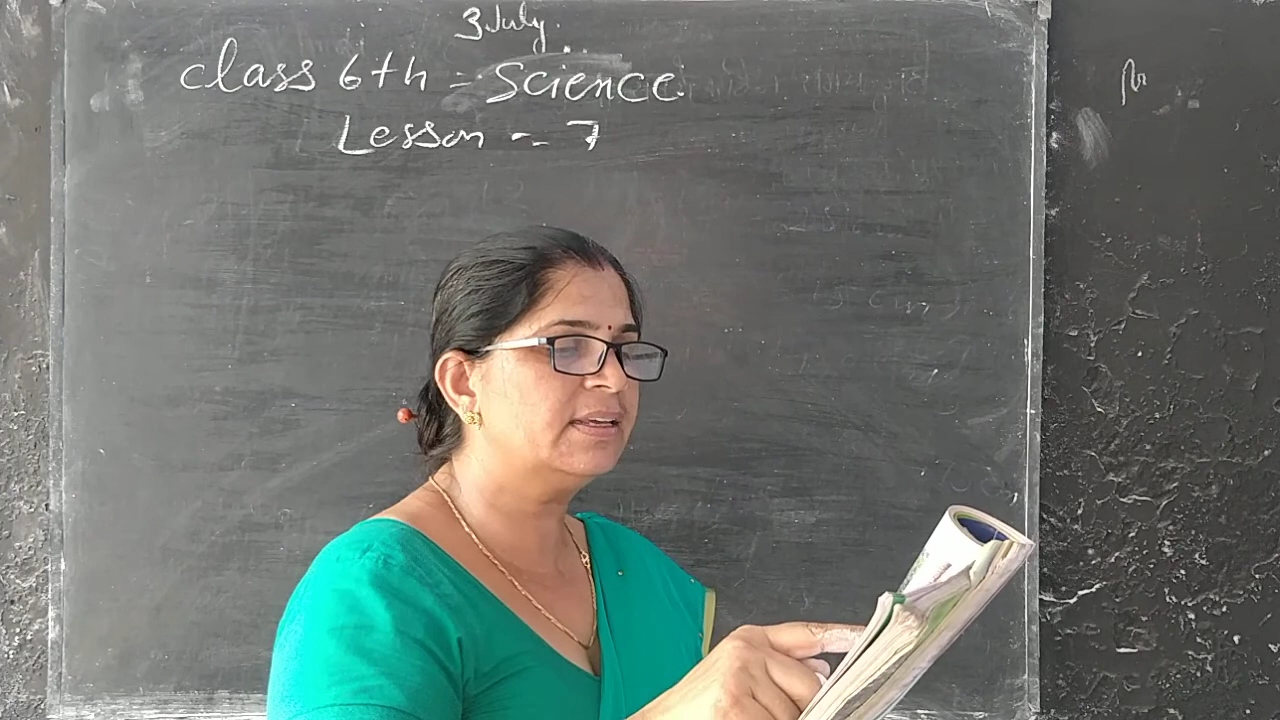 3 July.
Class 6th = Science.
Lesson - 7